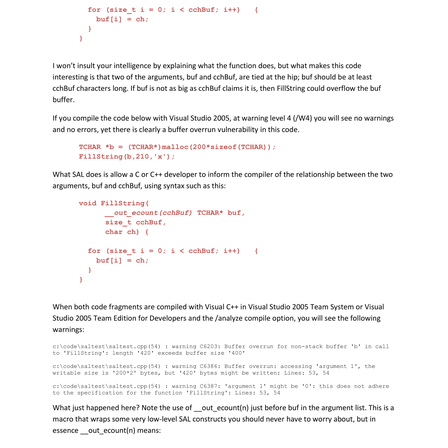 for (size_t i = 0; i < cchBuf; i++) {
buf[i] = ch;
}
}
I won't insult your intelligence by explaining what the function does, but what makes this code
interesting is that two of the arguments, buf and cchBuf, are tied at the hip; buf should be at least
cchBuf characters long. If buf is not as big as cchBuf claims it is, then FillString could overflow the buf
buffer.
If you compile the code below with Visual Studio 2005, at warning level 4 (/W4) you will see no warnings
and no errors, yet there is clearly a buffer overrun vulnerability in this code.
TCHAR *b = (TCHAR*)malloc(200*sizeof(TCHAR));
FillString(b,210,'x');
What SAL does is allow a C or C++ developer to inform the compiler of the relationship between the two
arguments, buf and cchBuf, using syntax such as this:
void FillString(
__out_ecount(cchBuf) TCHAR* buf,
size_t cchBuf,
char ch) {
for (size_t i = 0; i < cchBuf; i++) {
buf[i] = ch;
}
}
When both code fragments are compiled with Visual C++ in Visual Studio 2005 Team System or Visual
Studio 2005 Team Edition for Developers and the /analyze compile option, you will see the following
warnings:
c:\code\saltest\saltest.cpp(54) : warning C6203: Buffer overrun for non-stack buffer 'b' in call
to 'FillString': length '420' exceeds buffer size '400'
c:\code\saltest\saltest.cpp(54) : warning C6386: Buffer overrun: accessing 'argument 1', the
writable size is '200*2' bytes, but '420' bytes might be written: Lines: 53, 54
c:\code\saltest\saltest.cpp(54) : warning C6387: 'argument 1' might be '0': this does not adhere
to the specification for the function 'FillString': Lines: 53, 54
What just happened here? Note the use of __out_ecount(n) just before buf in the argument list. This is a
macro that wraps some very low-level SAL constructs you should never have to worry about, but in
essence __out_ecount(n) means: